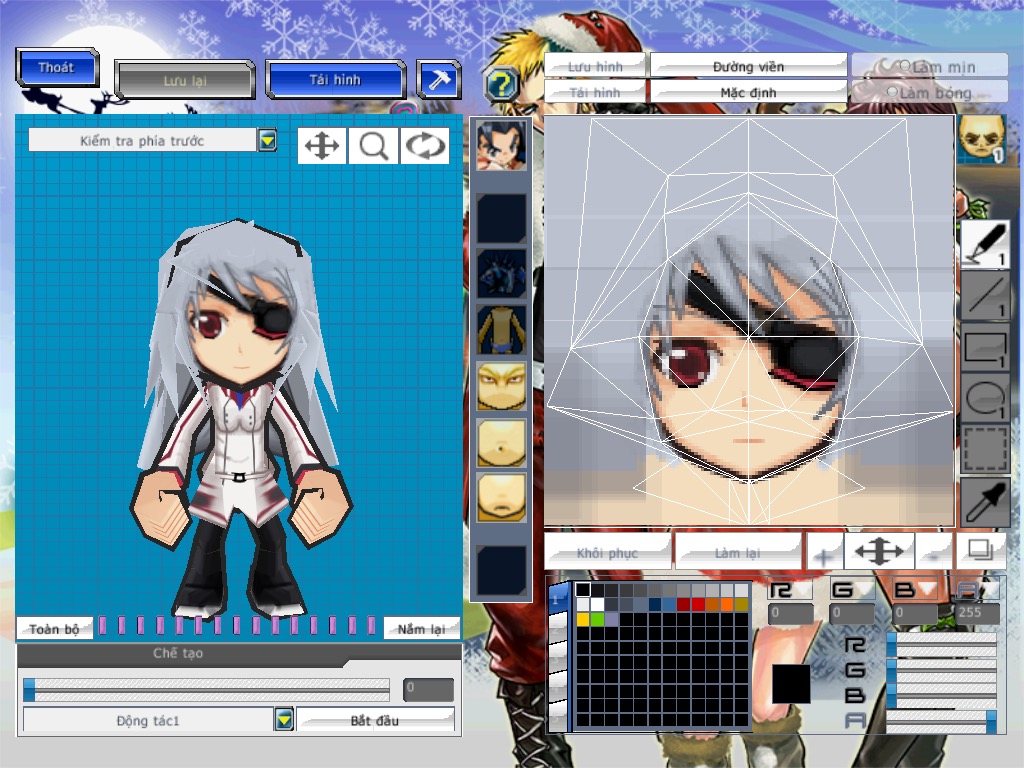 Thoát
Lưu lại
Tải hình
?
Lưu hình
Đường viền
Làm mịn
Tải hình
Mặc định
Làm bóng
Kiểm tra phía trước
1
1
1
1
1
Khôi phục
Làm lại
+
-
Toàn bộ
Nắm lại
Chế tạo
0
Động tác1
Bắt đầu
1
R
G
B
A
0
0
0
255
R
G
B
A